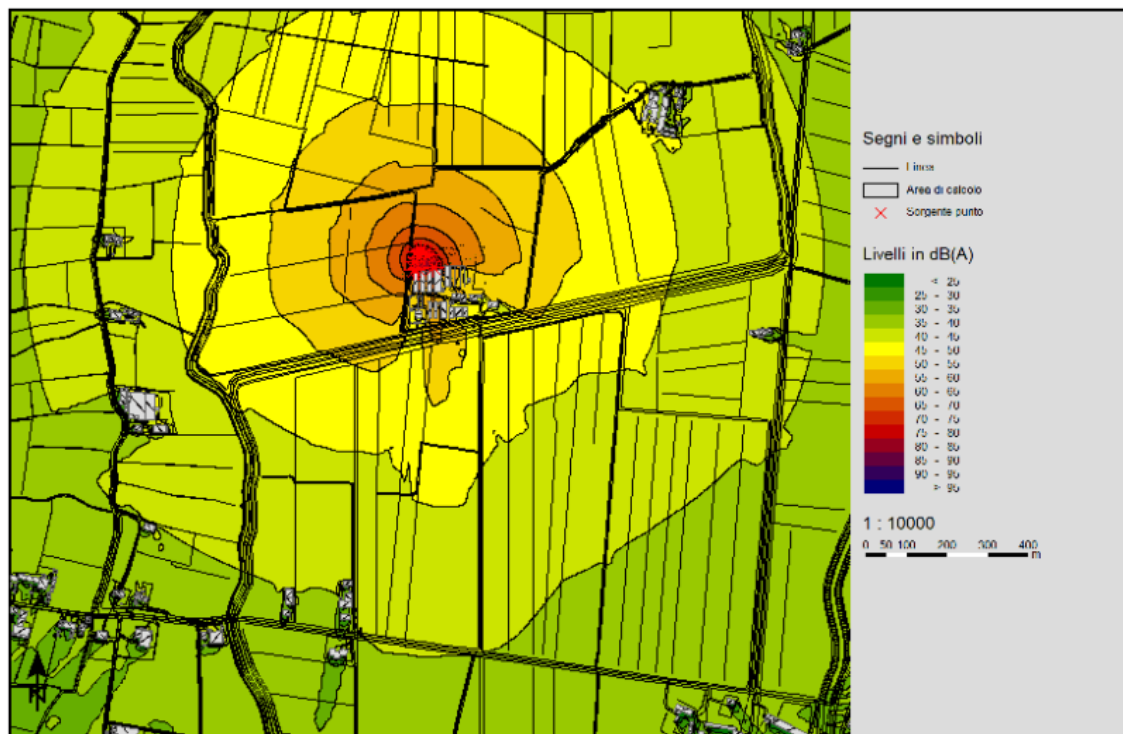 Segni e simboli
Linea
Area di calcolo
Sorgente punto
Livelli in dB(A)
< 25
25 - 30
30 - 35
35 - 40
40 - 45
45 - 50
50 - 55
55 - 60
60 - 65
65 - 70
70 - 75
75 - 80
80 - 85
85 - 90
90 - 95
> 95
1 : 10000
0 50 100 200 300 400
m
N